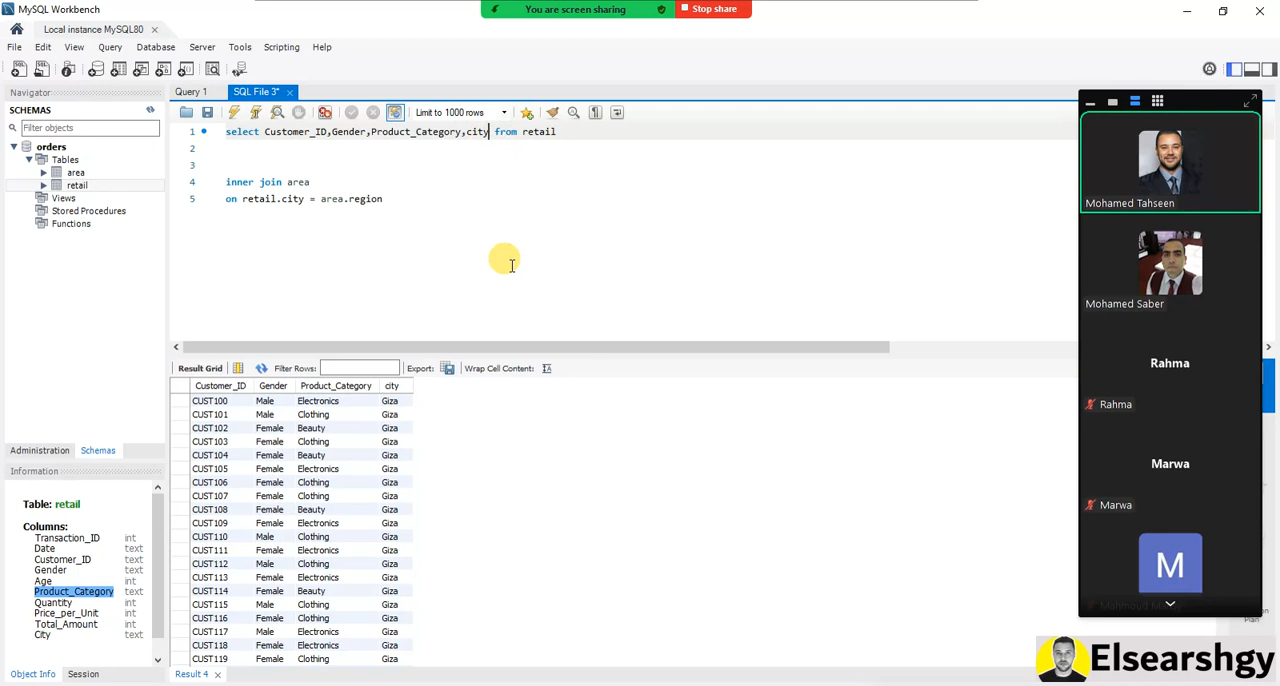 MySQL Workbench
You are screen sharing
Stop share
Local instance MySQL80
File Edit View Query Database Server Tools Scripting Help
Navigator
SCHEMAS
Filter objects
orders
Tables
area
retail
Views
Stored Procedures
Functions
Administration Schemas
Information
Table: retail
Columns:
Transaction_ID int
Date text
Customer_ID text
Gender text
Age int
Product_Category text
Quantity int
Price_per_Unit int
Total_Amount int
City text
Object Info Session
Query 1 SQL File 3*
Limit to 1000 rows
1 select Customer_ID,Gender,Product_Category,city from retail
2
3
4 inner join area
5 on retail.city = area.region
Result Grid Filter Rows: Export: Wrap Cell Content:
Customer_ID Gender Product_Category city
CUST100 Male Electronics Giza
CUST101 Male Clothing Giza
CUST102 Female Beauty Giza
CUST103 Female Clothing Giza
CUST104 Female Beauty Giza
CUST105 Female Electronics Giza
CUST106 Female Clothing Giza
CUST107 Male Clothing Giza
CUST108 Female Beauty Giza
CUST109 Female Electronics Giza
CUST110 Male Clothing Giza
CUST111 Female Electronics Giza
CUST112 Male Clothing Giza
CUST113 Female Electronics Giza
CUST114 Female Beauty Giza
CUST115 Male Clothing Giza
CUST116 Female Clothing Giza
CUST117 Male Electronics Giza
CUST118 Female Electronics Giza
CUST119 Female Clothing Giza
Result 4
Mohamed Tahseen
Mohamed Saber
Rahma
Rahma
Marwa
Marwa
M
Plan
Elsearshgy